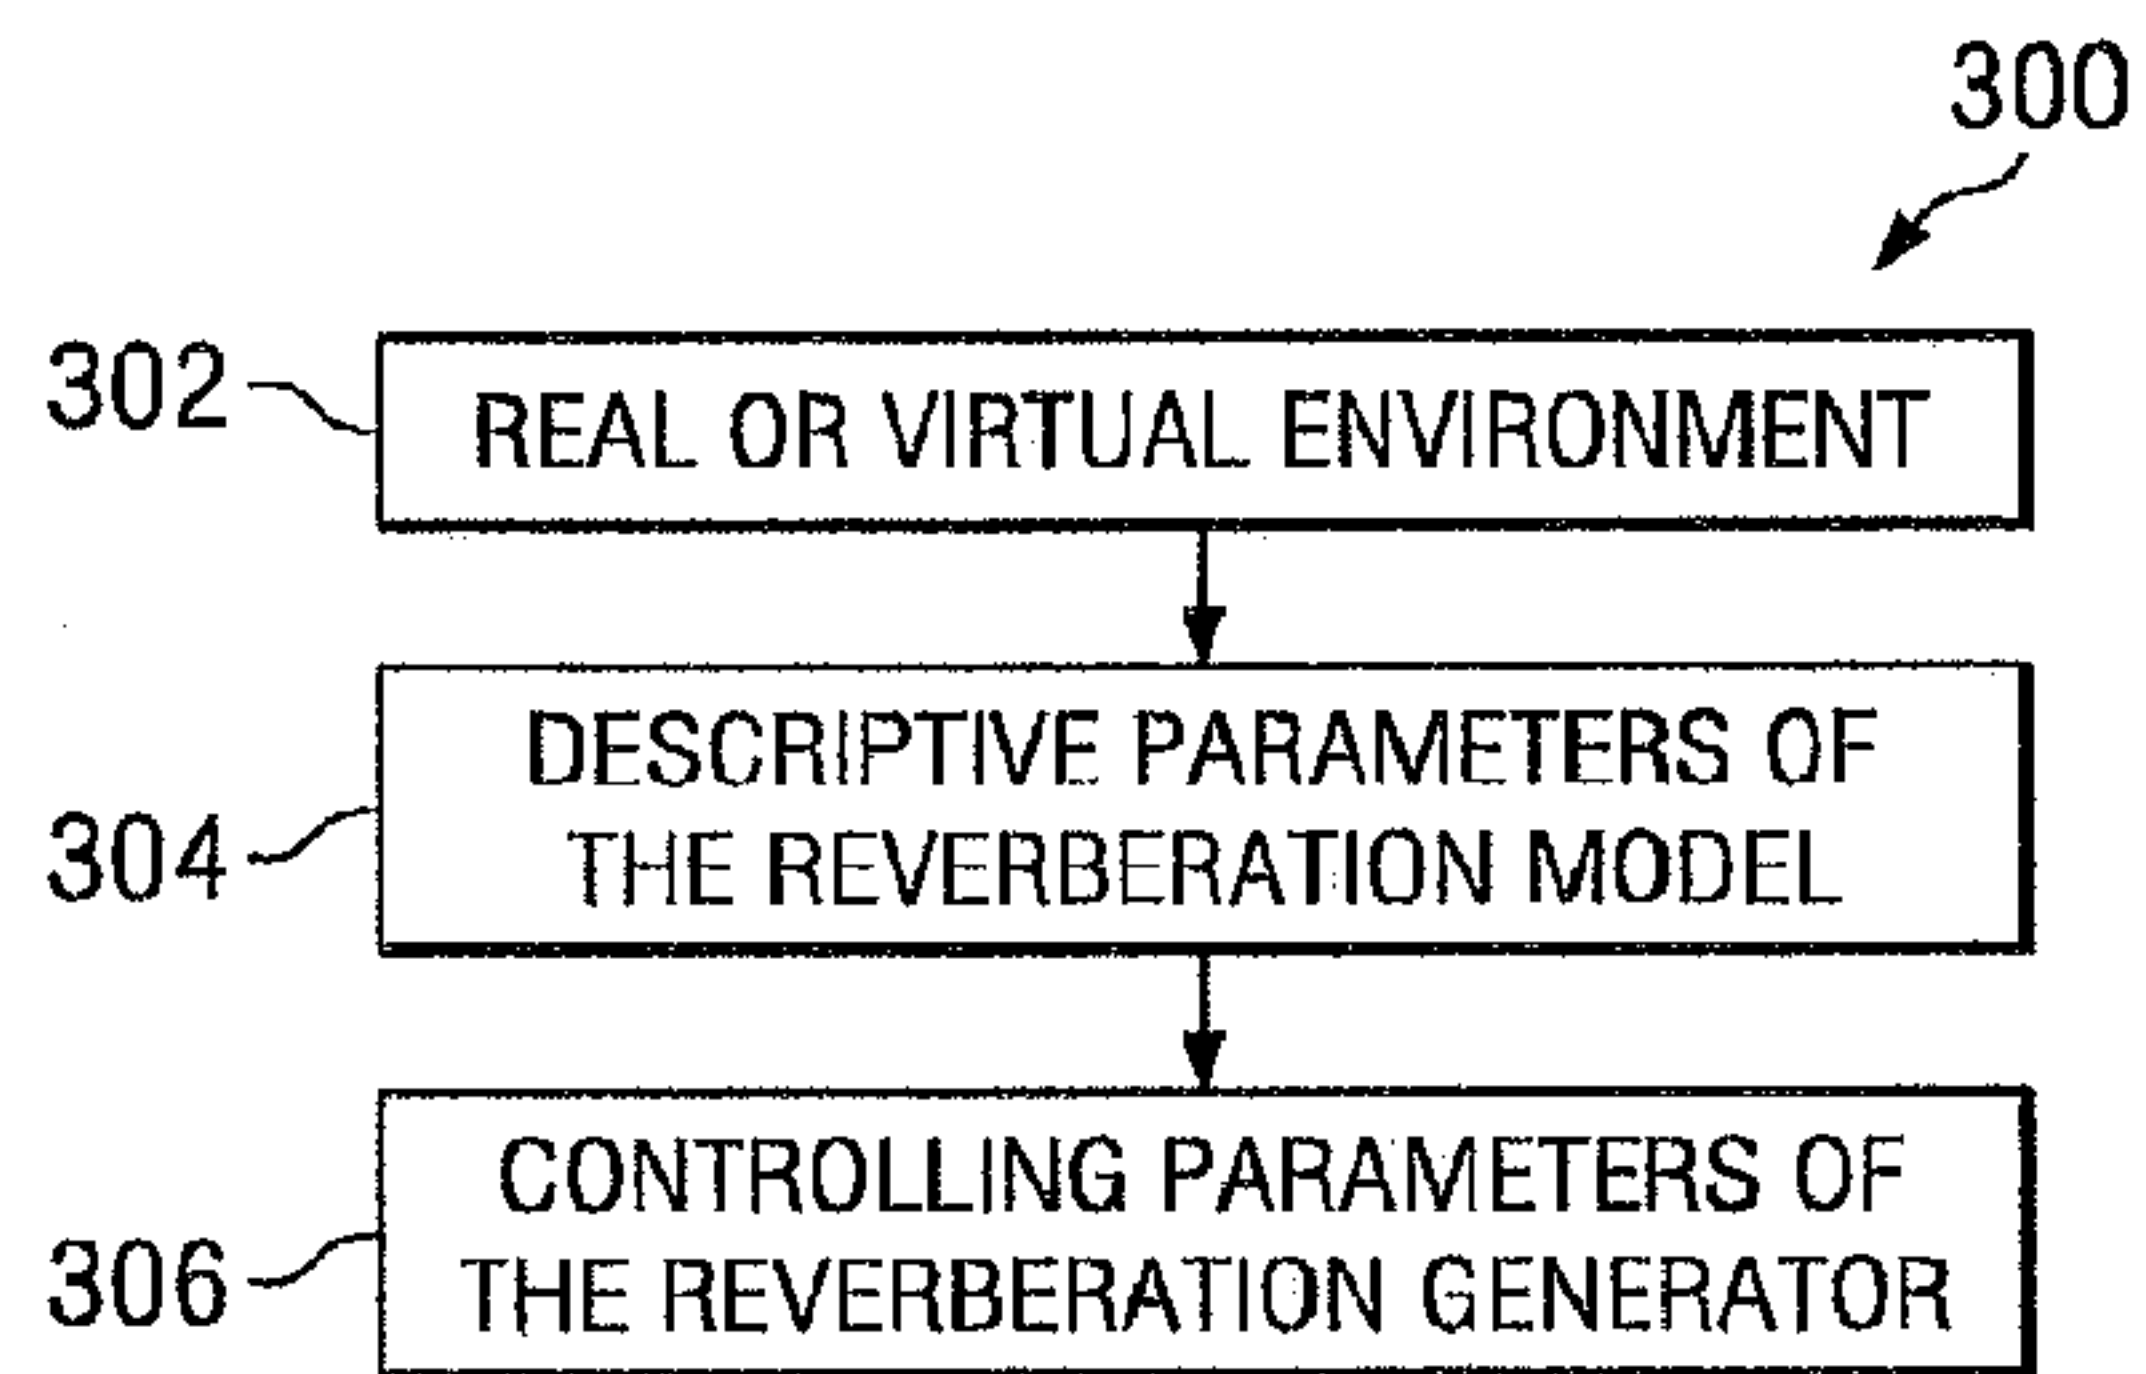 300
302
REAL OR VIRTUAL ENVIRONMENT
304
DESCRIPTIVE PARAMETERS OF
THE REVERBERATION MODEL
306
CONTROLLING PARAMETERS OF
THE REVERBERATION GENERATOR